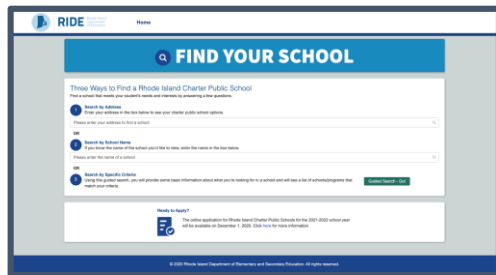 RIDE Rhode Island
Department
of Education
Home
FIND YOUR SCHOOL
Three Ways to Find a Rhode Island Charter Public School
Find a school that meets your student's needs and interests by answering a few questions.
1 Search by Address
Enter your address in the box below to see your charter public school options.
Please enter your address to find a school
OR
2 Search by School Name
If you know the name of the school you'd like to view, enter the name in the box below.
Please enter the name of a school
OR
3 Search by Specific Criteria
Using this guided search, you will provide some basic information about what you're looking for in a school and will see a list of schools/programs that
match your criteria.
Guided Search - Go!
Ready to Apply?
The online application for Rhode Island Charter Public Schools for the 2021-2022 school year
will be available on December 1, 2020. Click here for more information
© 2020 Rhode Island Department of Elementary and Secondary Education. All rights reserved.